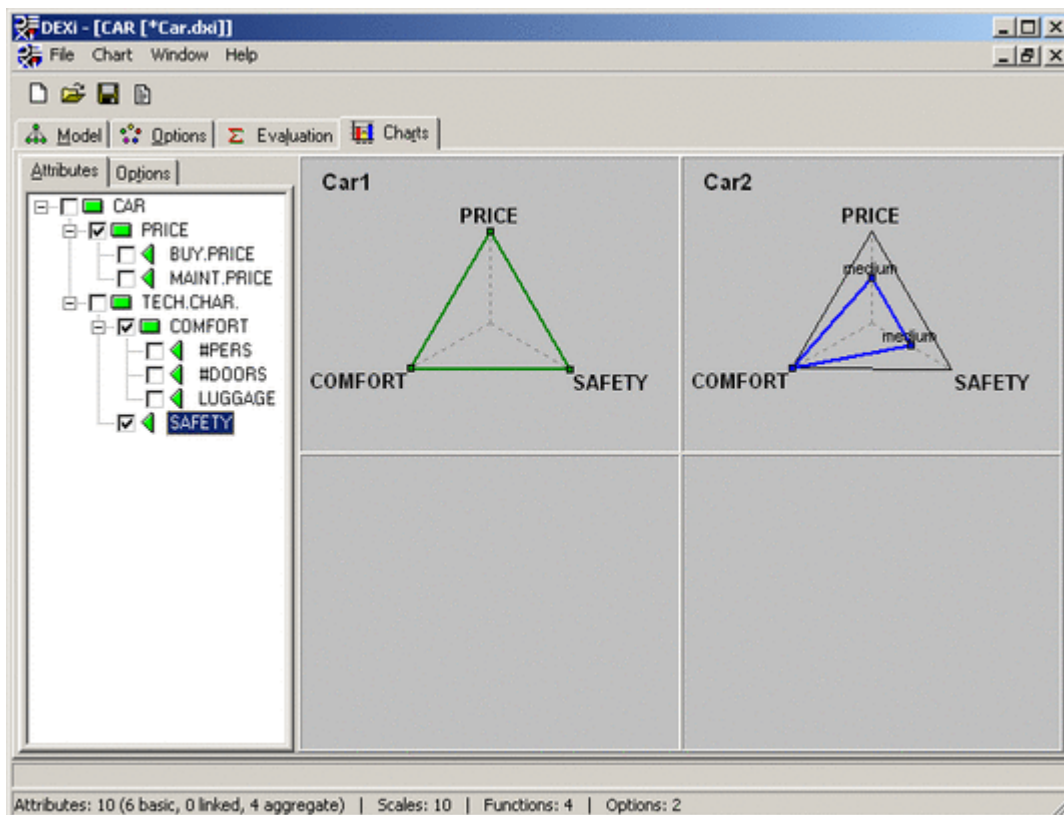 DEXi - [CAR [*Car.dxi]]
File Chart Window Help
Model Options Evaluation Charts
Attributes Options
CAR
PRICE
BUY.PRICE
MAINT.PRICE
TECH.CHAR.
COMFORT
#PERS
#DOORS
LUGGAGE
SAFETY
Car1
PRICE
COMFORT
SAFETY
Car2
PRICE
medium
medium
COMFORT
SAFETY
Attributes: 10 (6 basic, 0 linked, 4 aggregate) | Scales: 10 | Functions: 4 | Options: 2